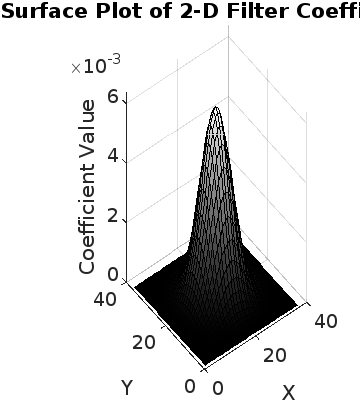 Surface Plot of 2-D Filter Coeffi
×10-3
6
4
2
0
Coefficient Value
40
20
0
Y
0
20
40
X